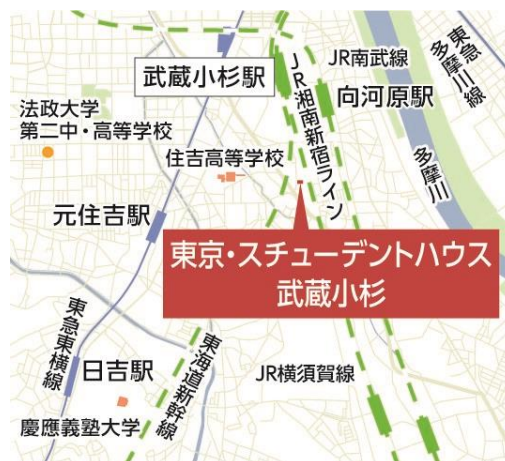 武蔵小杉駅
JR南武線
向河原駅
東急
多摩川線
多摩川
JR湘南新宿ライン
法政大学
第二中・高等学校
住吉高等学校
元住吉駅
東京・スチューデントハウス
武蔵小杉
東急東横線
日吉駅
東海道新幹線
JR横須賀線
慶應義塾大学